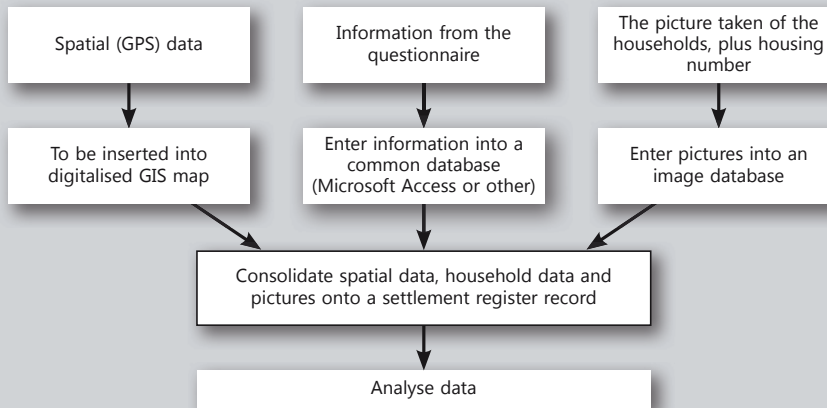 Spatial (GPS) data
Information from the
questionnaire
The picture taken of the
households, plus housing
number
To be inserted into
digitalised GIS map
Enter information into a
common database
(Microsoft Access or other)
Enter pictures into an
image database
Consolidate spatial data, household data and
pictures onto a settlement register record
Analyse data